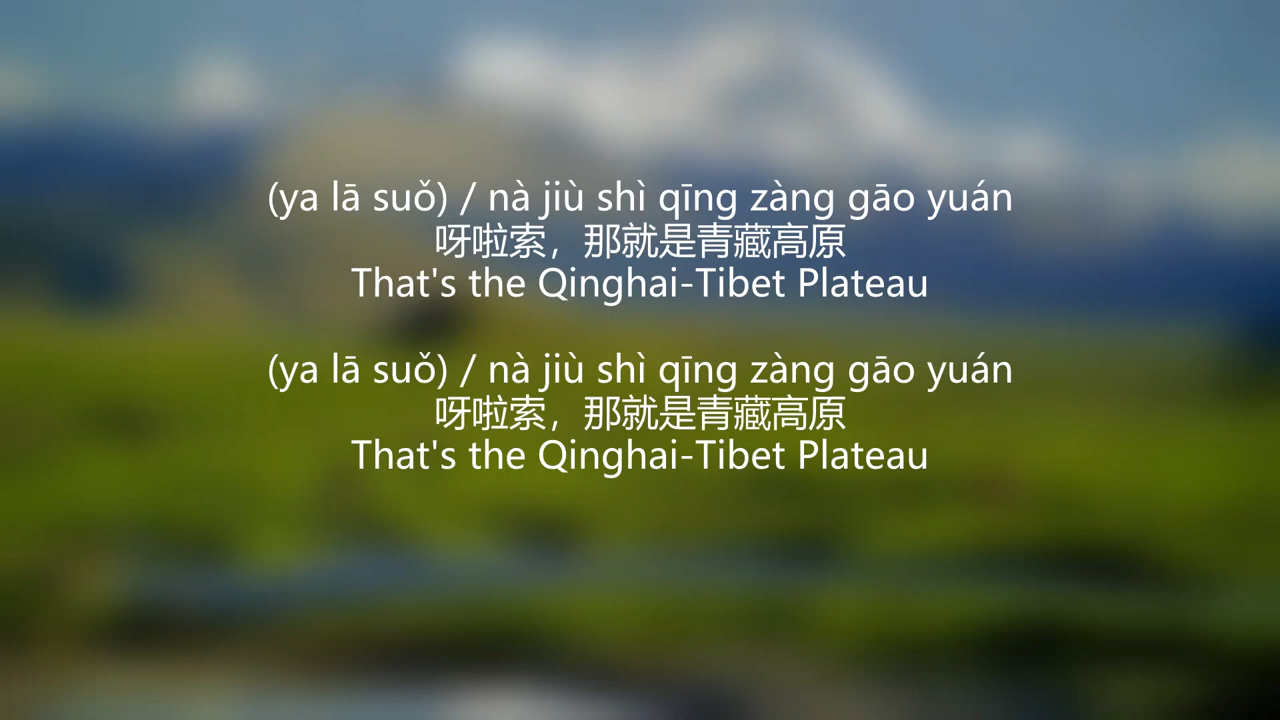 (ya lā suǒ) / nà jiù shì qīng zàng gāo yuán
呀啦索，那就是青藏高原
That's the Qinghai-Tibet Plateau
(ya lā suǒ) / nà jiù shì qīng zàng gāo yuán
呀啦索，那就是青藏高原
That's the Qinghai-Tibet Plateau